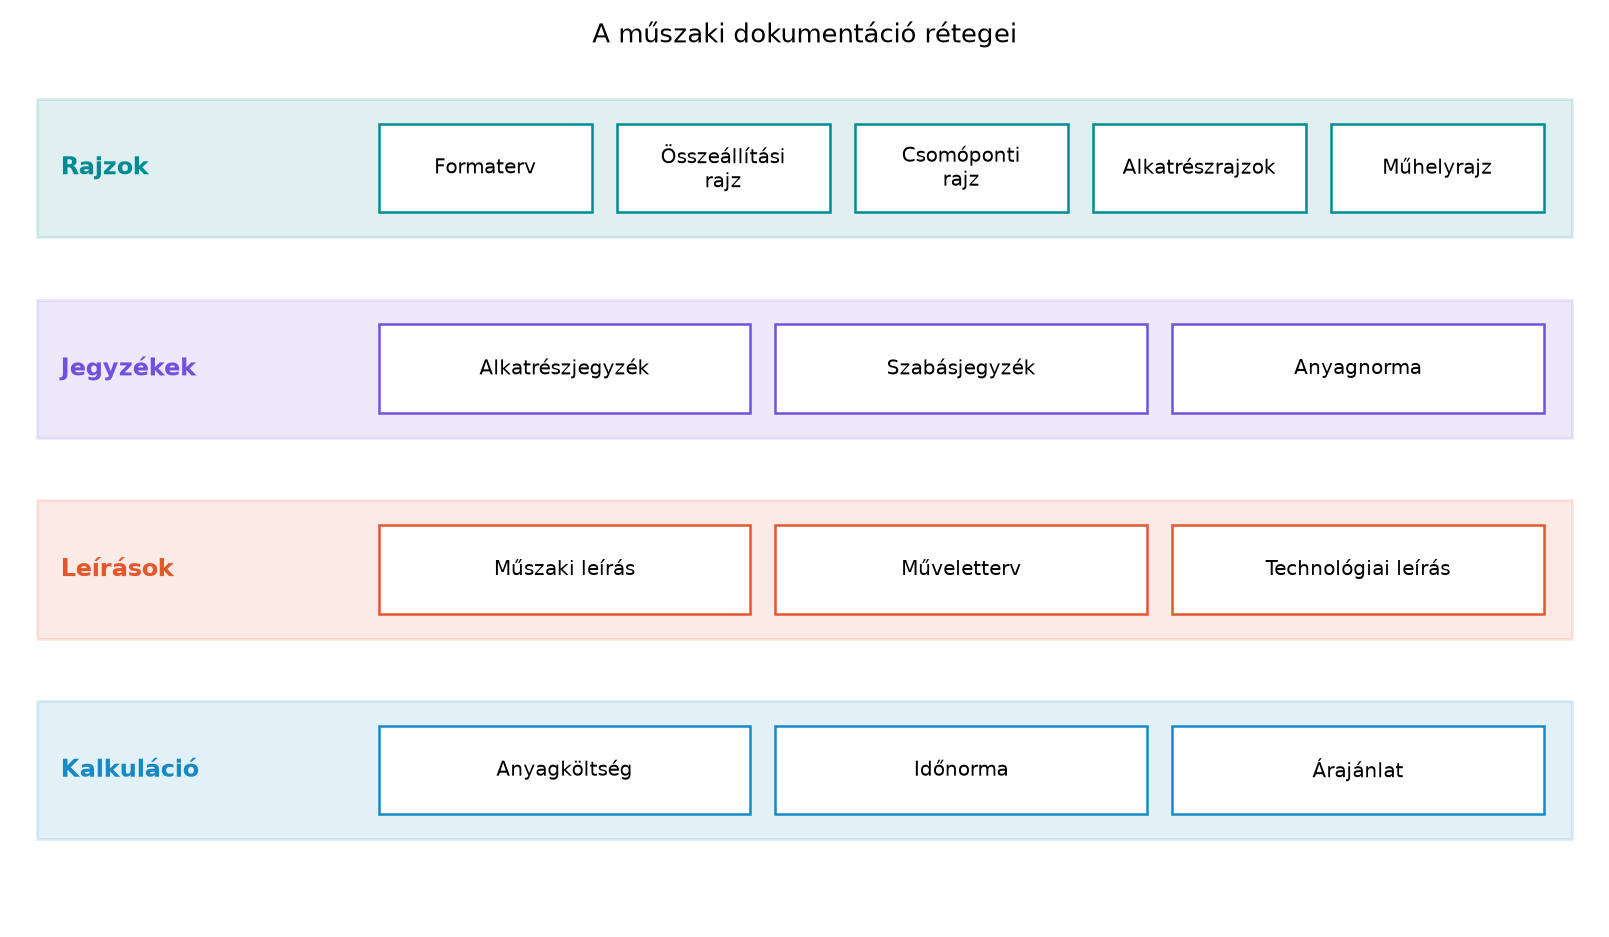 A műszaki dokumentáció rétegei
Rajzok
Formaterv
Összeállítási
rajz
Csomóponti
rajz
Alkatrészrajzok
Műhelyrajz
Jegyzékek
Alkatrészjegyzék
Szabásjegyzék
Anyagnorma
Leírások
Műszaki leírás
Műveletterv
Technológiai leírás
Kalkuláció
Anyagköltség
Időnorma
Árajánlat